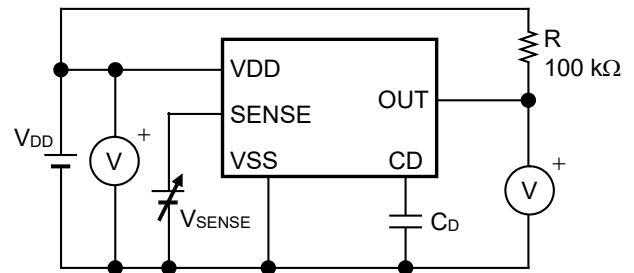 R
100 kΩ
VDD
OUT
SENSE
+
VDD
V
VSS
CD
+
V
VSENSE
CD